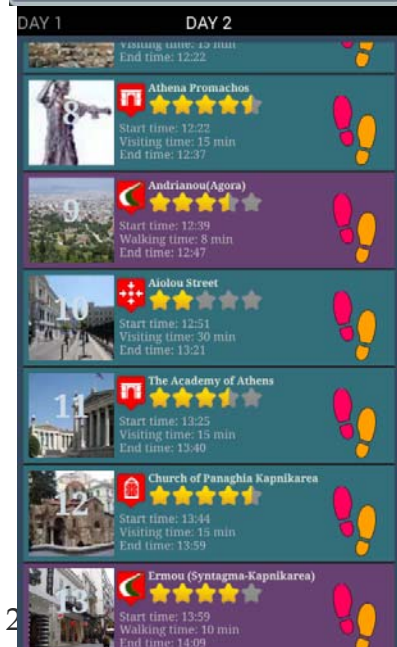 DAY 1
DAY 2
Visiting time: 15 min
End time: 12:22
8
Athena Promachos
Start time: 12:22
Visiting time: 15 min
End time: 12:37
9
Andrianou(Agora)
Start time: 12:39
Walking time: 8 min
End time: 12:47
10
Aiolou Street
Start time: 12:51
Visiting time: 30 min
End time: 13:21
11
The Academy of Athens
Start time: 13:25
Visiting time: 15 min
End time: 13:40
12
Church of Panaghia Kapnikarea
Start time: 13:44
Visiting time: 15 min
End time: 13:59
13
Ermou (Syntagma-Kapnikarea)
Start time: 13:59
Walking time: 10 min
End time: 14:09
2